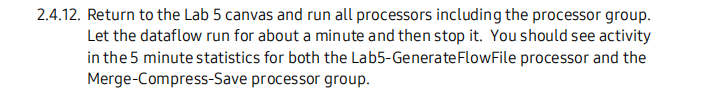 2.4.12. Return to the Lab 5 canvas and run all processors including the processor group.
Let the dataflow run for about a minute and then stop it.  You should see activity
in the 5 minute statistics for both the Lab5-GenerateFlowFile processor and the
Merge-Compress-Save processor group.